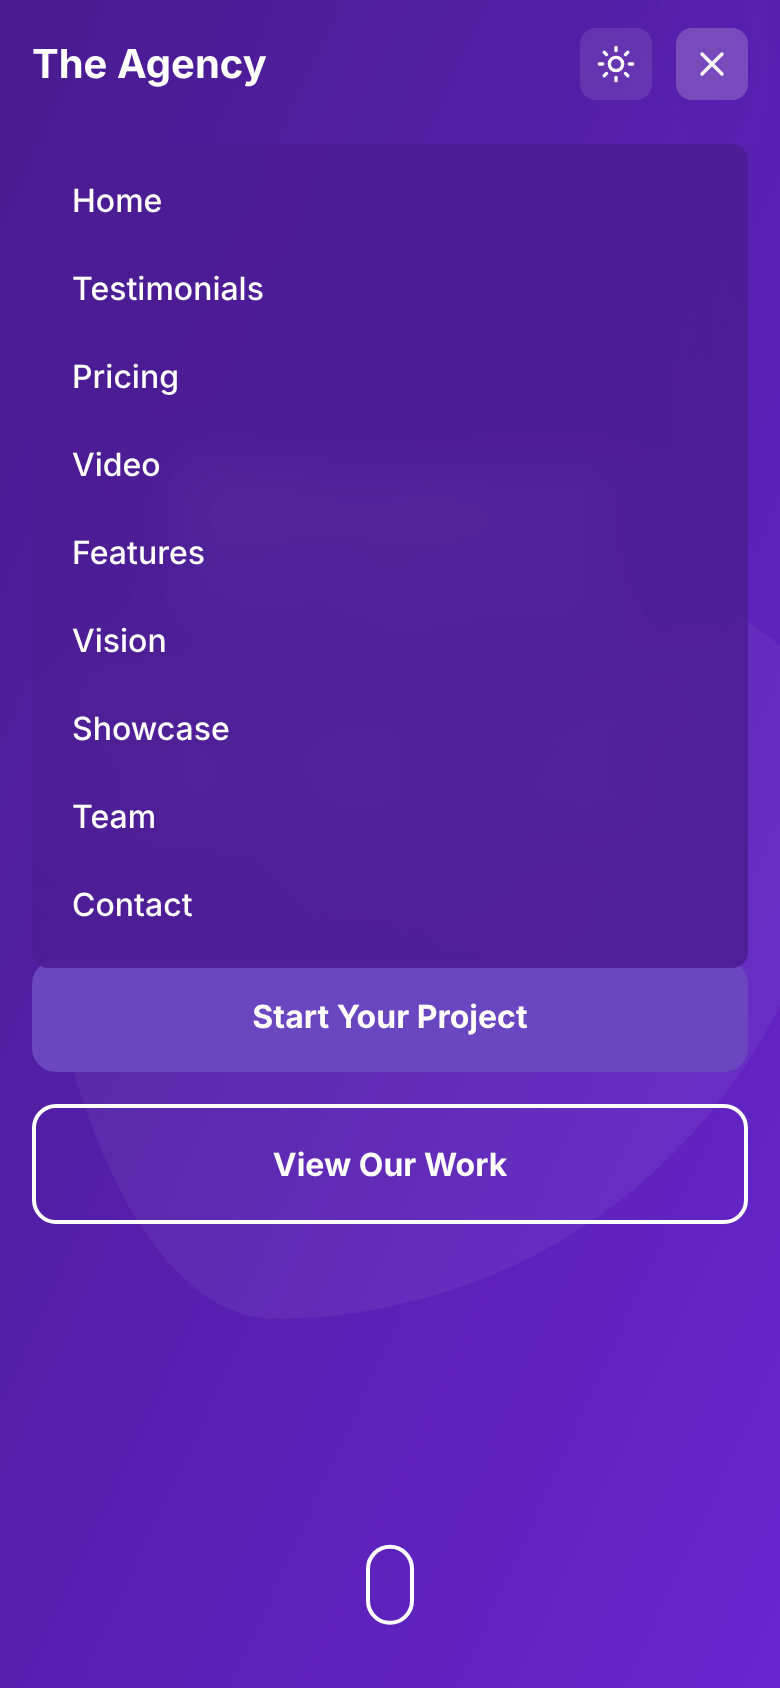 The Agency
Home
Testimonials
Pricing
Video
Features
Vision
Showcase
Team
Contact
Start Your Project
View Our Work